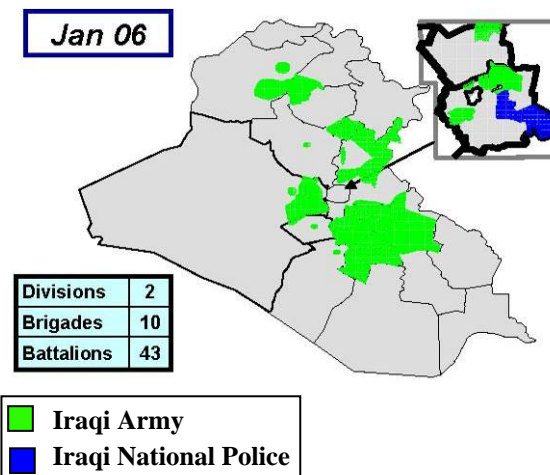 Jan 06
Divisions 2
Brigades 10
Battalions 43
Iraqi Army
Iraqi National Police